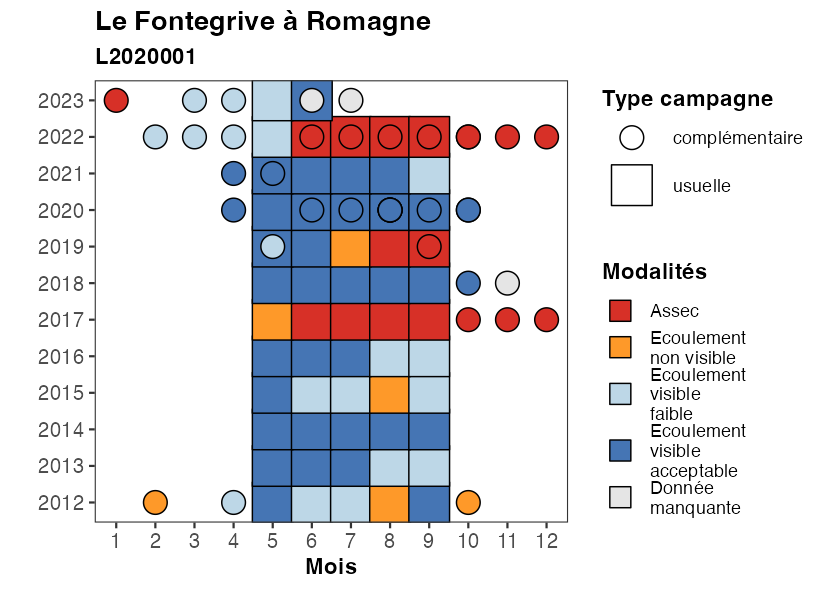 Le Fontegrive à Romagne
L2020001
2023
2022
2021
2020
2019
2018
2017
2016
2015
2014
2013
2012
1 2 3 4 5 6 7 8 9 10 11 12
Mois
Type campagne
complémentaire
usuelle
Modalités
Assec
Ecoulement
non visible
Ecoulement
visible
faible
Ecoulement
visible
acceptable
Donnée
manquante